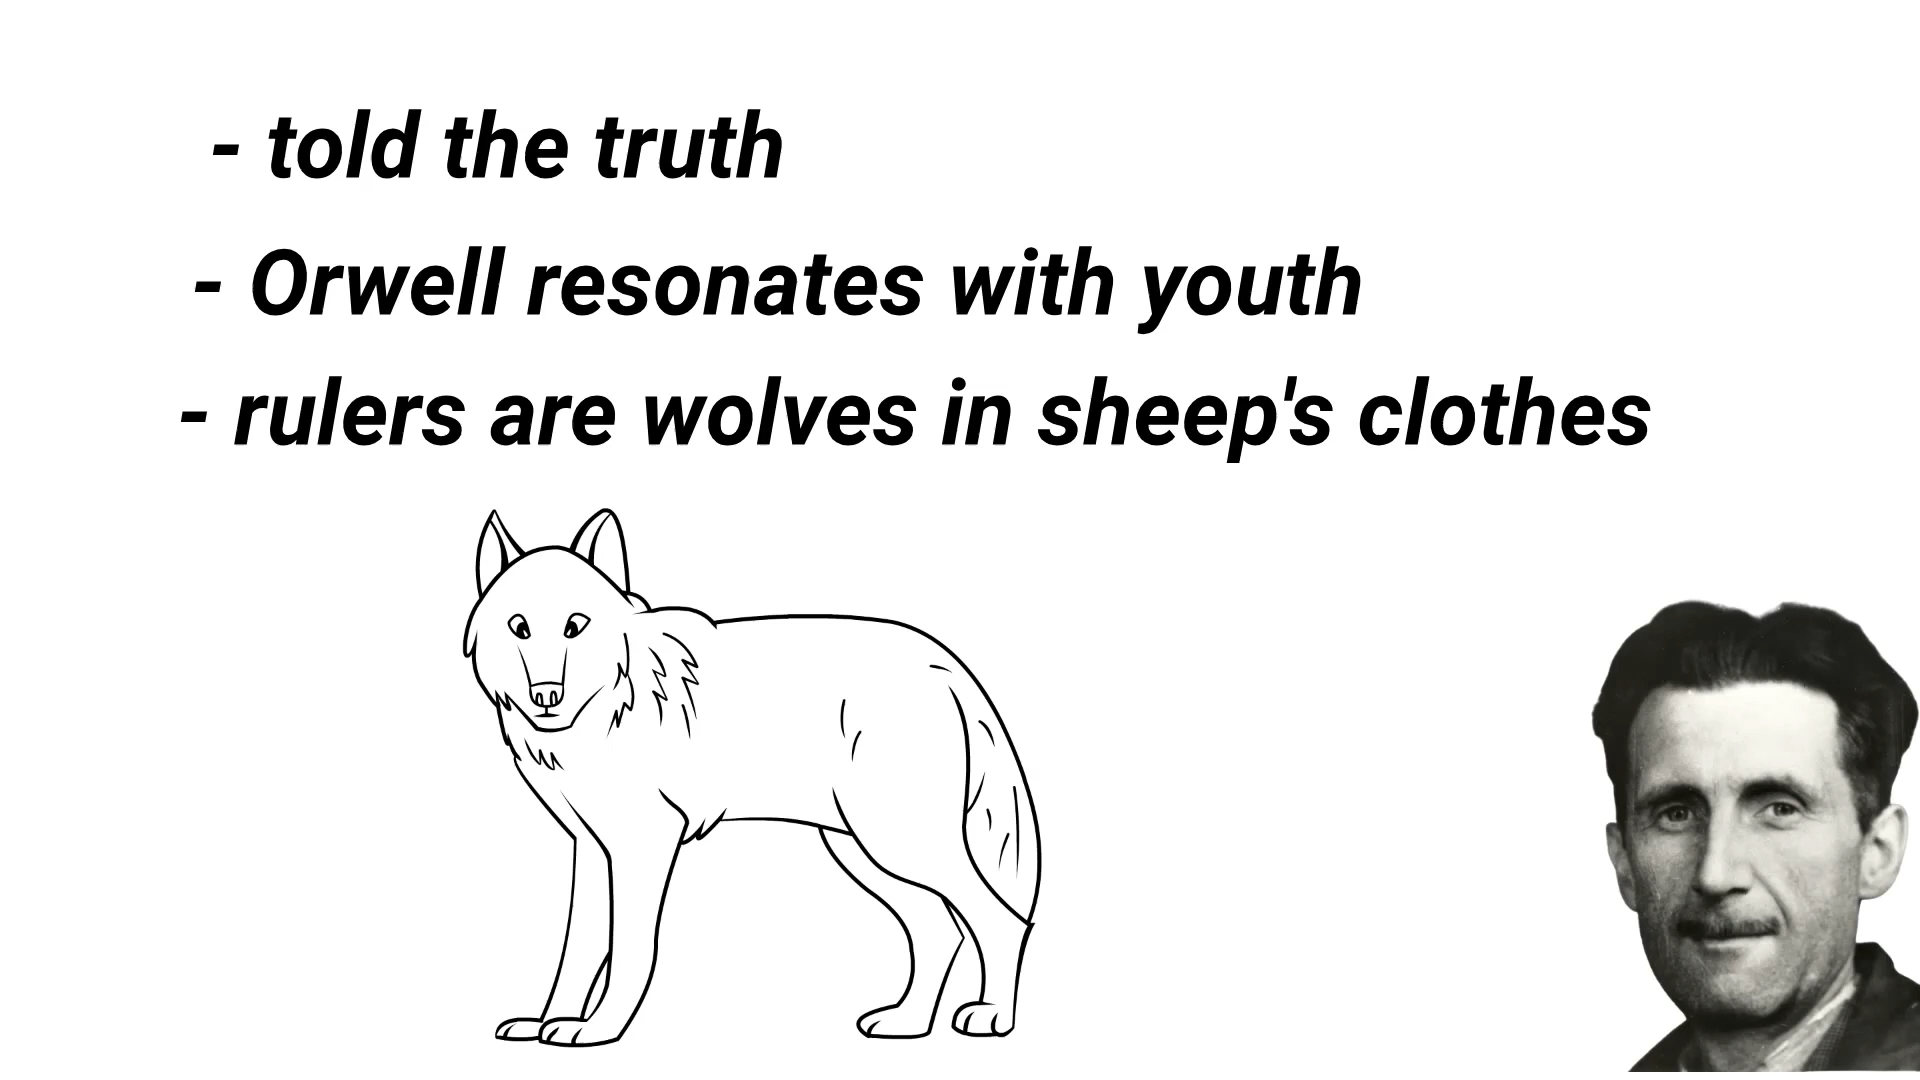 - told the truth
- Orwell resonates with youth
- rulers are wolves in sheep's clothes